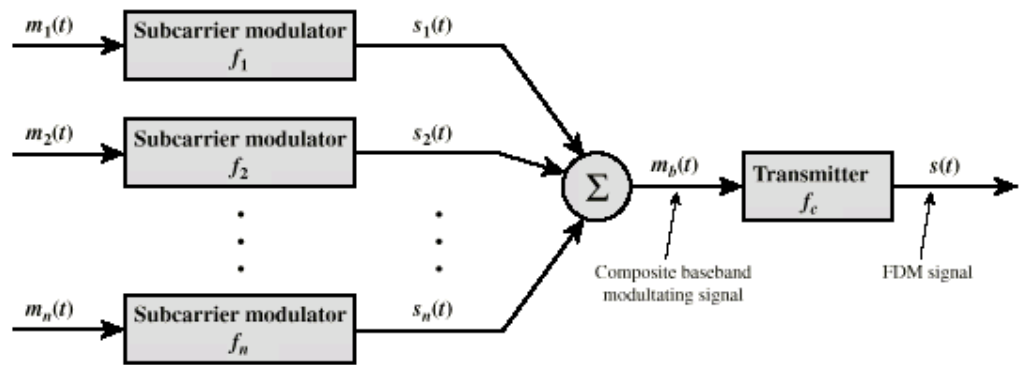 m1(t)
Subcarrier modulator
f1
s1(t)
m2(t)
Subcarrier modulator
f2
s2(t)
Σ
mb(t)
Transmitter
fc
s(t)
Composite baseband
modultating signal
FDM signal
mn(t)
Subcarrier modulator
fn
sn(t)